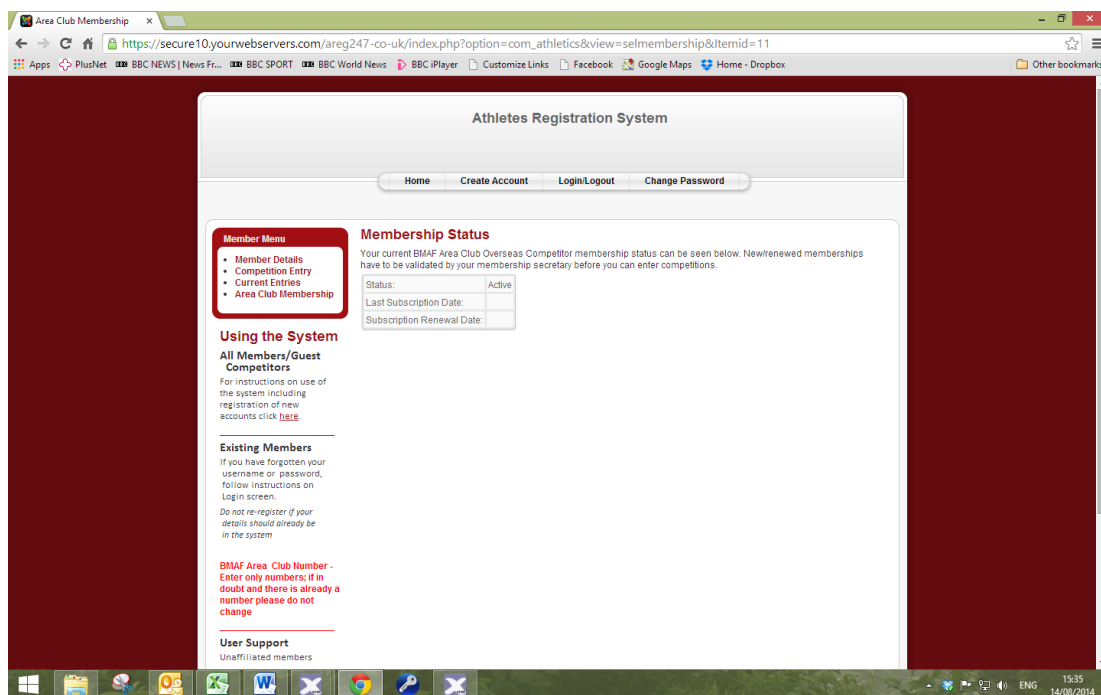 Area Club Membership
https://secure10.yourwebservers.com/areg247-co-uk/index.php?option=com_athletics&view=selmembership&Itemid=11
Apps PlusNet BBC NEWS | News Fr... BBC SPORT BBC World News BBC iPlayer Customize Links Facebook Google Maps Home - Dropbox Other bookmarks
Athletes Registration System
Home Create Account Login/Logout Change Password
Member Menu
Member Details
Competition Entry
Current Entries
Area Club Membership
Using the System
All Members/Guest
Competitors
For instructions on use of
the system including
registration of new
accounts click here.
Existing Members
If you have forgotten your
username or password,
follow instructions on
Login screen.
Do not re-register if your
details should already be
in the system
BMAF Area Club Number -
Enter only numbers; if in
doubt and there is already a
number please do not
change
User Support
Unaffiliated members
Membership Status
Your current BMAF Area Club Overseas Competitor membership status can be seen below. New/renewed memberships
have to be validated by your membership secretary before you can enter competitions.
Status: Active
Last Subscription Date:
Subscription Renewal Date:
ENG
15:35
14/08/2014